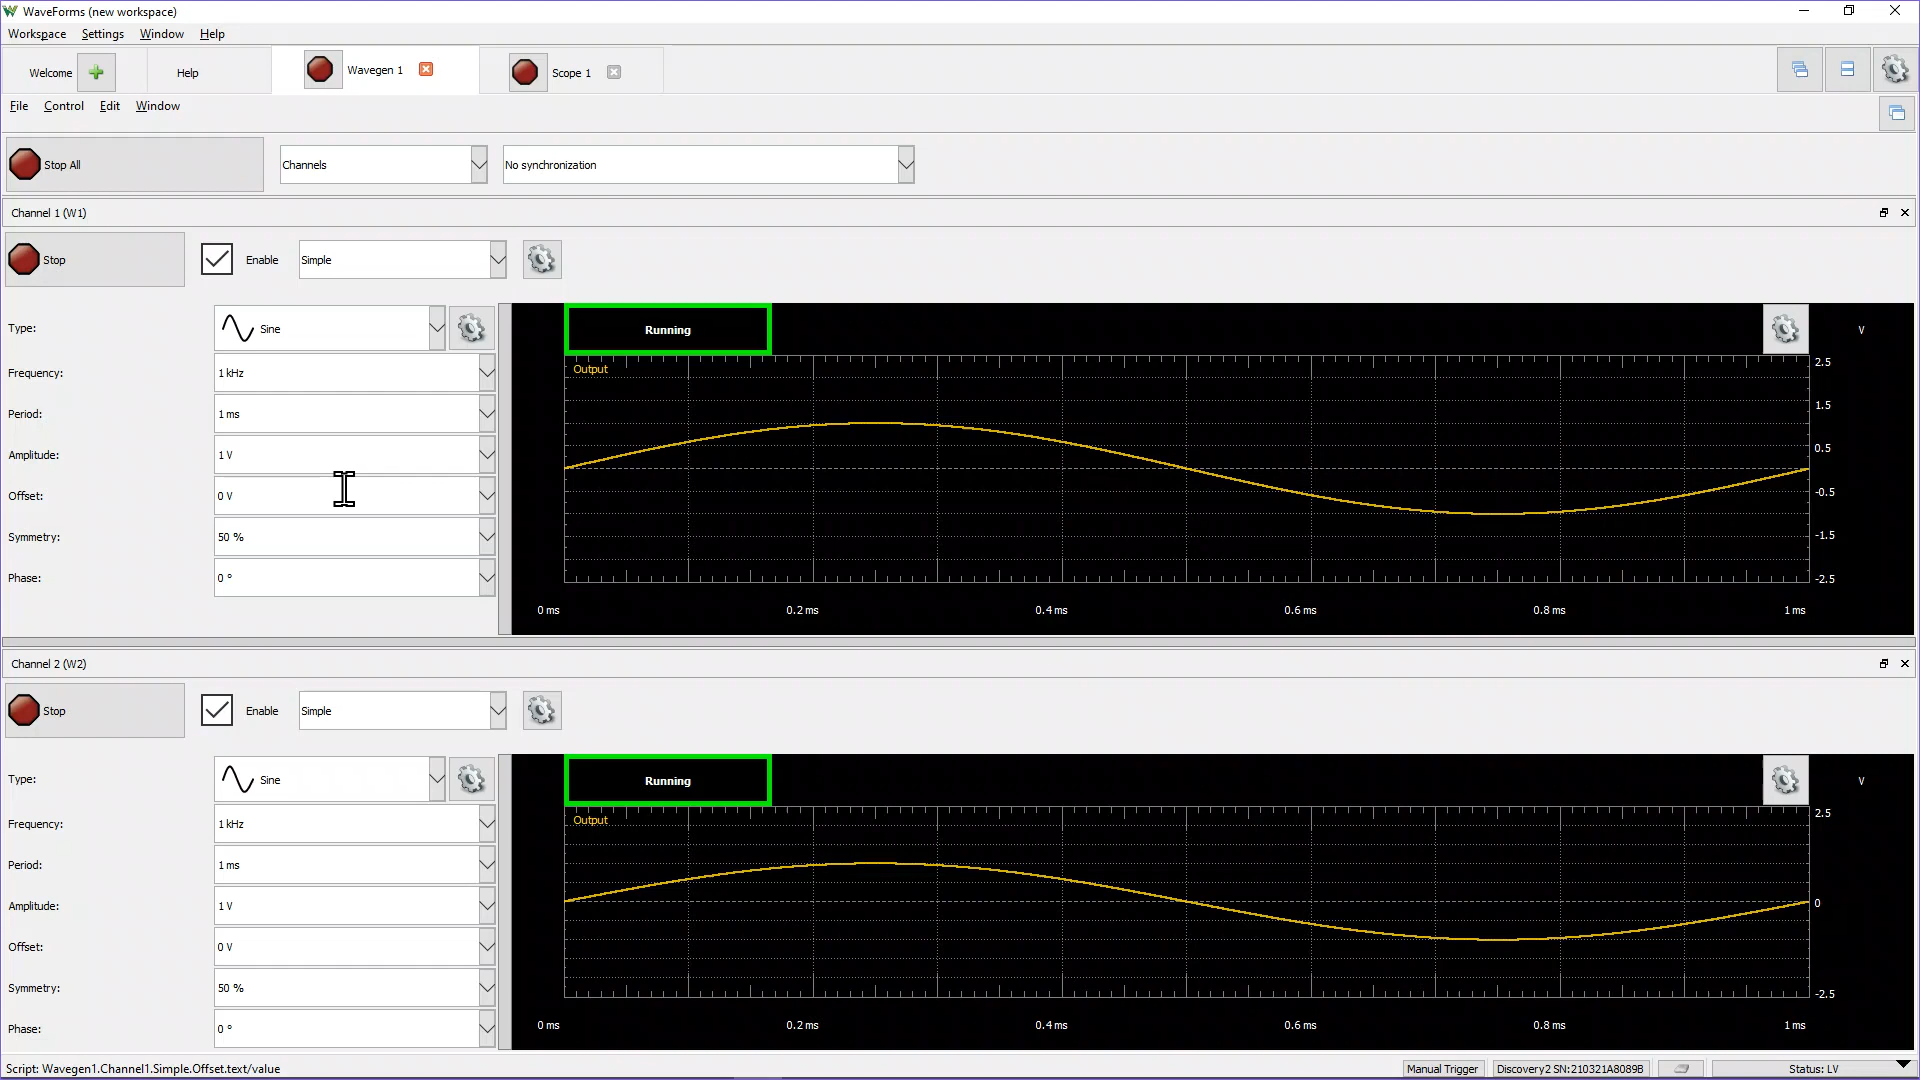 WaveForms (new workspace)
Workspace Settings Window Help
Welcome Help Wavegen 1 Scope 1
File Control Edit Window
Stop All Channels No synchronization
Channel 1 (W1)
Stop Enable Simple
Type: Sine
Running V
Frequency: 1 kHz
Period: 1 ms
Amplitude: 1 V
Offset: 0 V
Symmetry: 50 %
Phase: 0 °
Output
2.5
1.5
0.5
-0.5
-1.5
-2.5
0 ms 0.2 ms 0.4 ms 0.6 ms 0.8 ms 1 ms
Channel 2 (W2)
Stop Enable Simple
Type: Sine
Running V
Frequency: 1 kHz
Period: 1 ms
Amplitude: 1 V
Offset: 0 V
Symmetry: 50 %
Phase: 0 °
Output
2.5
0
-2.5
0 ms 0.2 ms 0.4 ms 0.6 ms 0.8 ms 1 ms
Script: Wavegen1.Channel1.Simple.Offset.text/value Manual Trigger Discovery2 SN:210321A8089B Status: LV